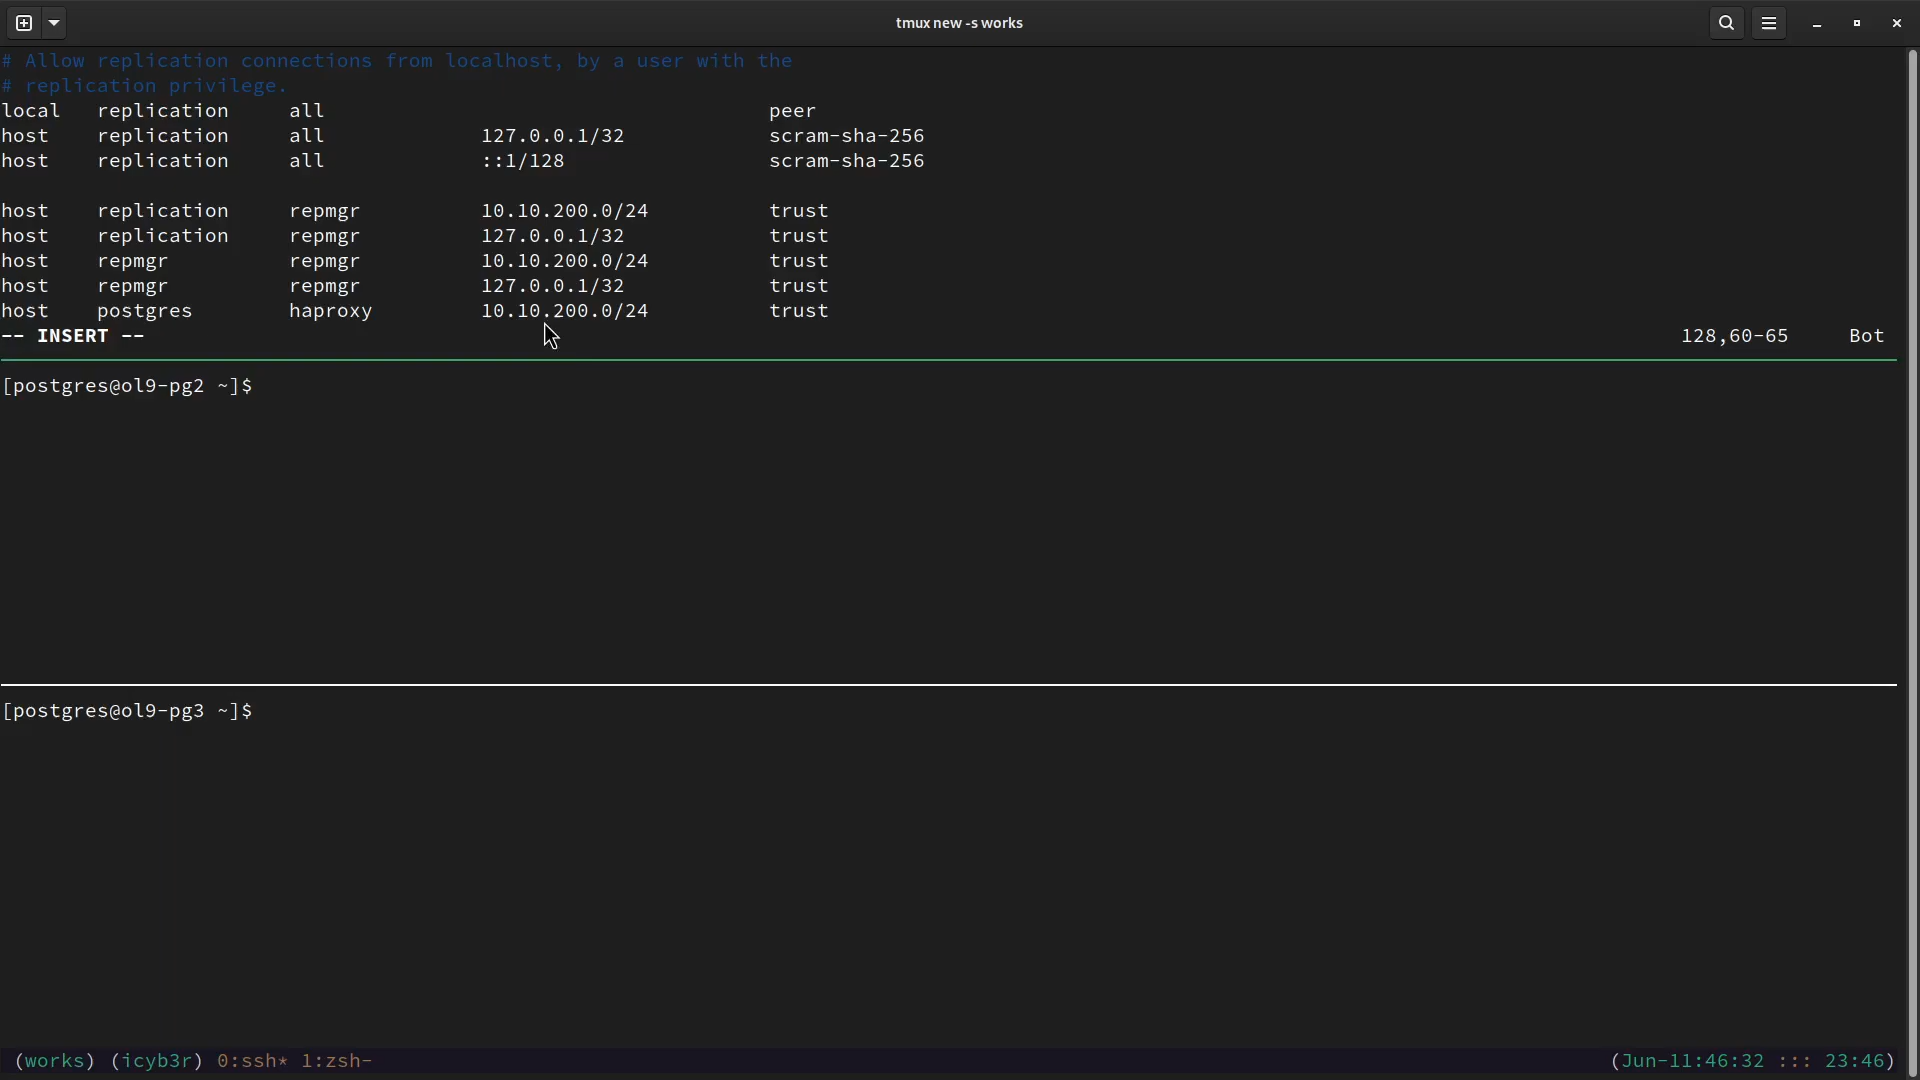 tmux new -s works
# Allow replication connections from localhost, by a user with the
# replication privilege.
local   replication     all                                     peer
host    replication     all             127.0.0.1/32            scram-sha-256
host    replication     all             ::1/128                 scram-sha-256
host    replication     repmgr          10.10.200.0/24          trust
host    replication     repmgr          127.0.0.1/32            trust
host    repmgr          repmgr          10.10.200.0/24          trust
host    repmgr          repmgr          127.0.0.1/32            trust
host    postgres        haproxy         10.10.200.0/24          trust
-- INSERT -- 128,60-65 Bot
[postgres@ol9-pg2 ~]$
[postgres@ol9-pg3 ~]$
(works) (icyb3r) 0:ssh* 1:zsh- (Jun-11:46:32 ::: 23:46)